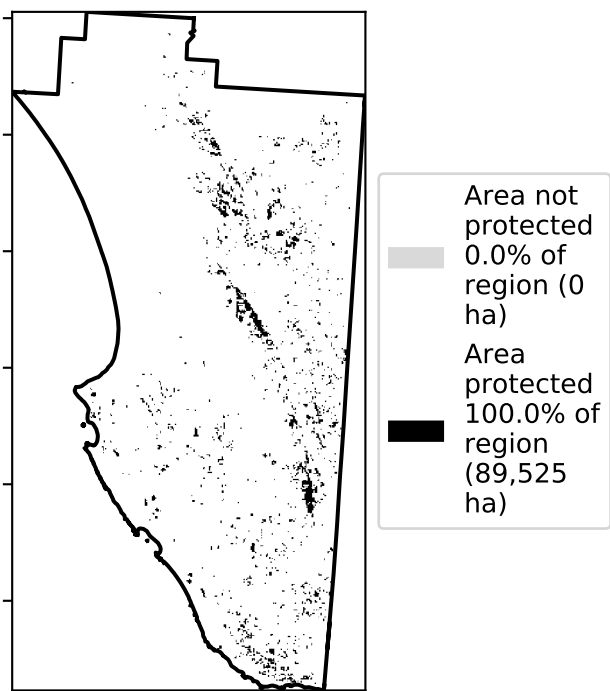 Area not
protected
0.0% of
region (0
ha)
Area
protected
100.0% of
region
(89,525
ha)